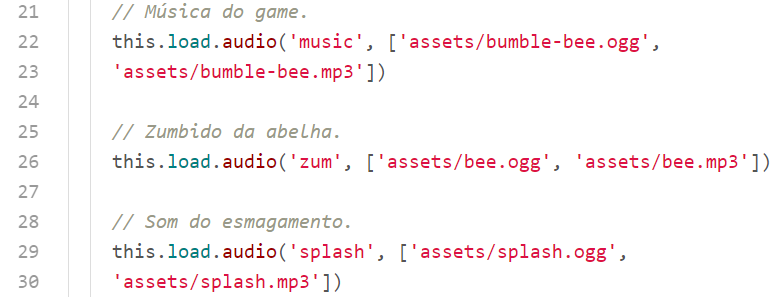 21 // Música do game.
22 this.load.audio('music', ['assets/bumble-bee.ogg',
23 'assets/bumble-bee.mp3'])
24
25 // Zumbido da abelha.
26 this.load.audio('zum', ['assets/bee.ogg', 'assets/bee.mp3'])
27
28 // Som do esmagamento.
29 this.load.audio('splash', ['assets/splash.ogg',
30 'assets/splash.mp3'])